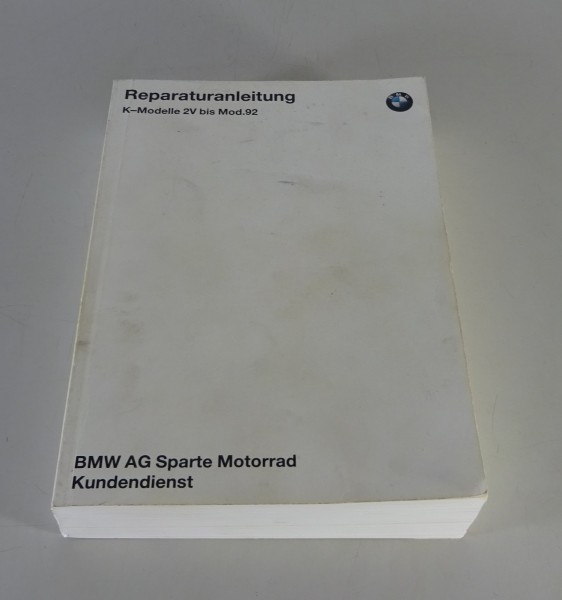 Reparaturanleitung
K-Modelle 2V bis Mod.92
BMW AG Sparte Motorrad
Kundendienst